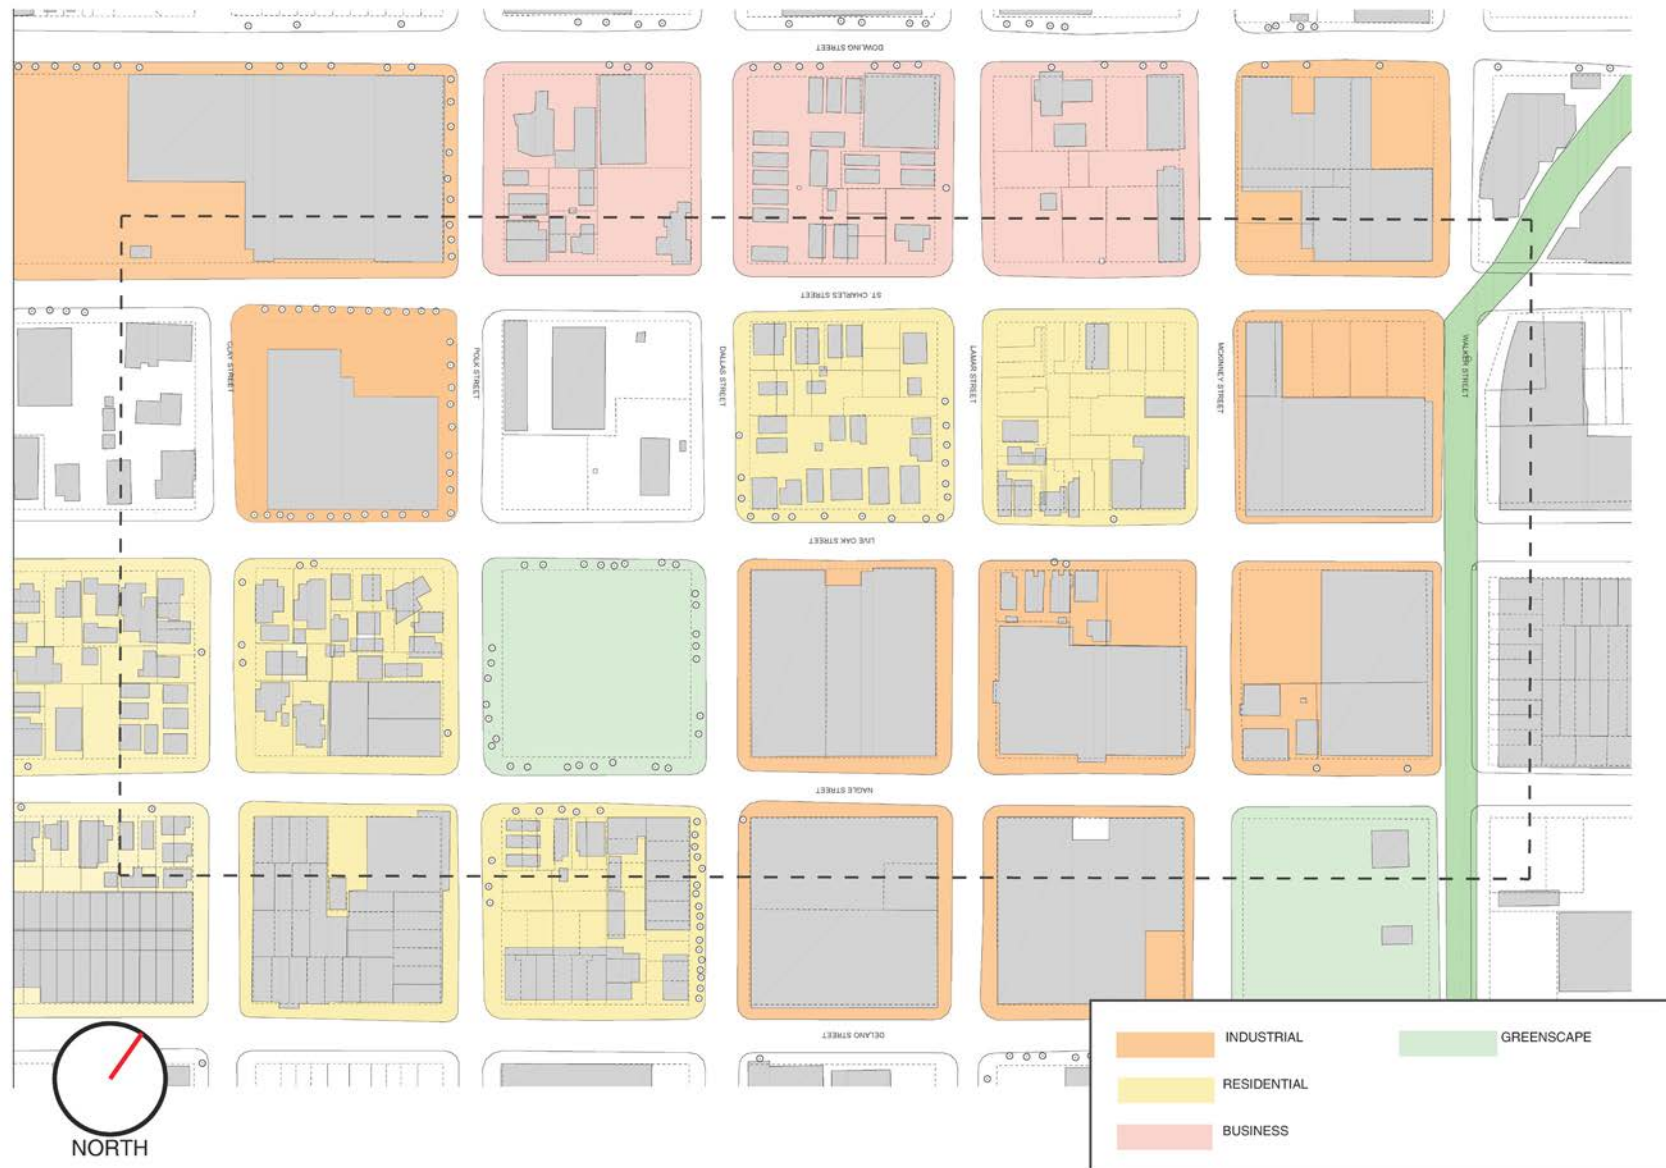 DOWLING STREET
ST. CHARLES STREET
CLAY STREET
POLK STREET
DALLAS STREET
LAMAR STREET
MCKINNEY STREET
WALKER STREET
LIVE OAK STREET
NAGLE STREET
DELANO STREET
INDUSTRIAL
GREENSCAPE
RESIDENTIAL
BUSINESS
NORTH